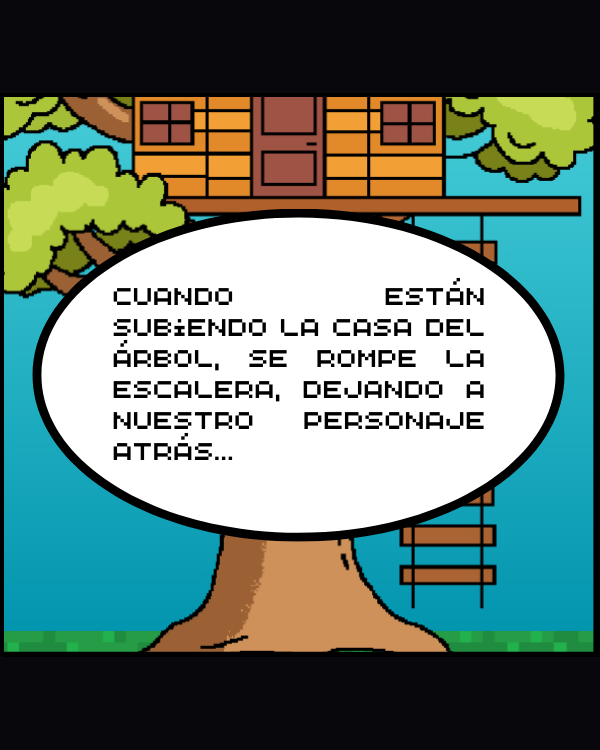 CUANDO ESTÁN
SUBiENDO LA CASA DEL
ÁRBOL, SE ROMPE LA
ESCALERA, DEJANDO A
NUESTRO PERSONAJE
ATRÁS...